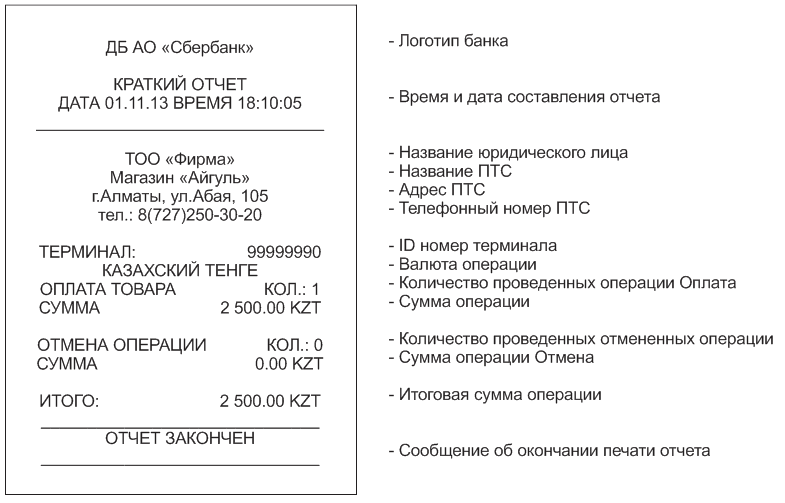 ДБ АО «Сбербанк»
- Логотип банка
КРАТКИЙ ОТЧЕТ
ДАТА 01.11.13 ВРЕМЯ 18:10:05
- Время и дата составления отчета
ТОО «Фирма»
- Название юридического лица
Магазин «Айгуль»
- Название ПТС
г.Алматы, ул.Абая, 105
- Адрес ПТС
тел.: 8(727)250-30-20
- Телефонный номер ПТС
ТЕРМИНАЛ: 99999990
- ID номер терминала
КАЗАХСКИЙ ТЕНГЕ
- Валюта операции
ОПЛАТА ТОВАРА КОЛ.: 1
- Количество проведенных операции Оплата
СУММА 2 500.00 KZT
- Сумма операции
ОТМЕНА ОПЕРАЦИИ КОЛ.: 0
- Количество проведенных отмененных операции
СУММА 0.00 KZT
- Сумма операции Отмена
ИТОГО: 2 500.00 KZT
- Итоговая сумма операции
ОТЧЕТ ЗАКОНЧЕН
- Сообщение об окончании печати отчета